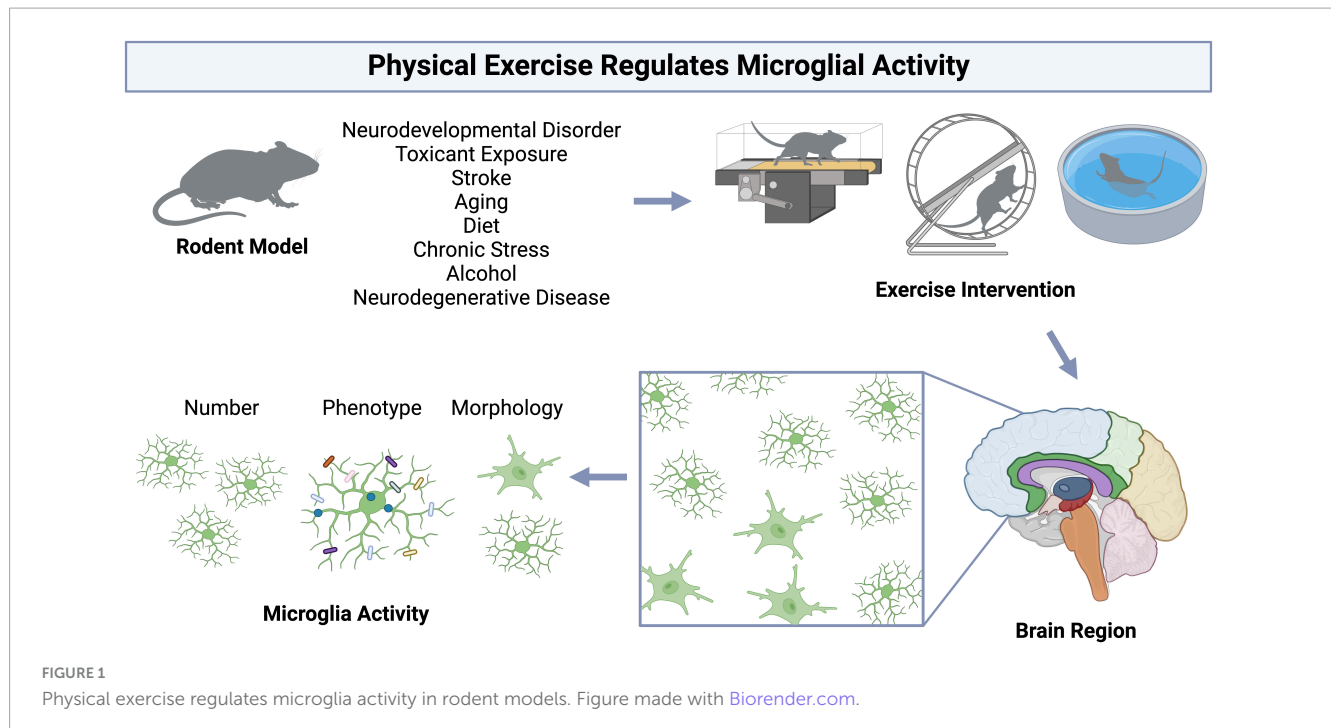 Physical Exercise Regulates Microglial Activity
Neurodevelopmental Disorder
Toxicant Exposure
Stroke
Aging
Diet
Chronic Stress
Alcohol
Neurodegenerative Disease
Rodent Model
Exercise Intervention
Number
Phenotype
Morphology
Microglia Activity
Brain Region
FIGURE 1
Physical exercise regulates microglia activity in rodent models. Figure made with Biorender.com.